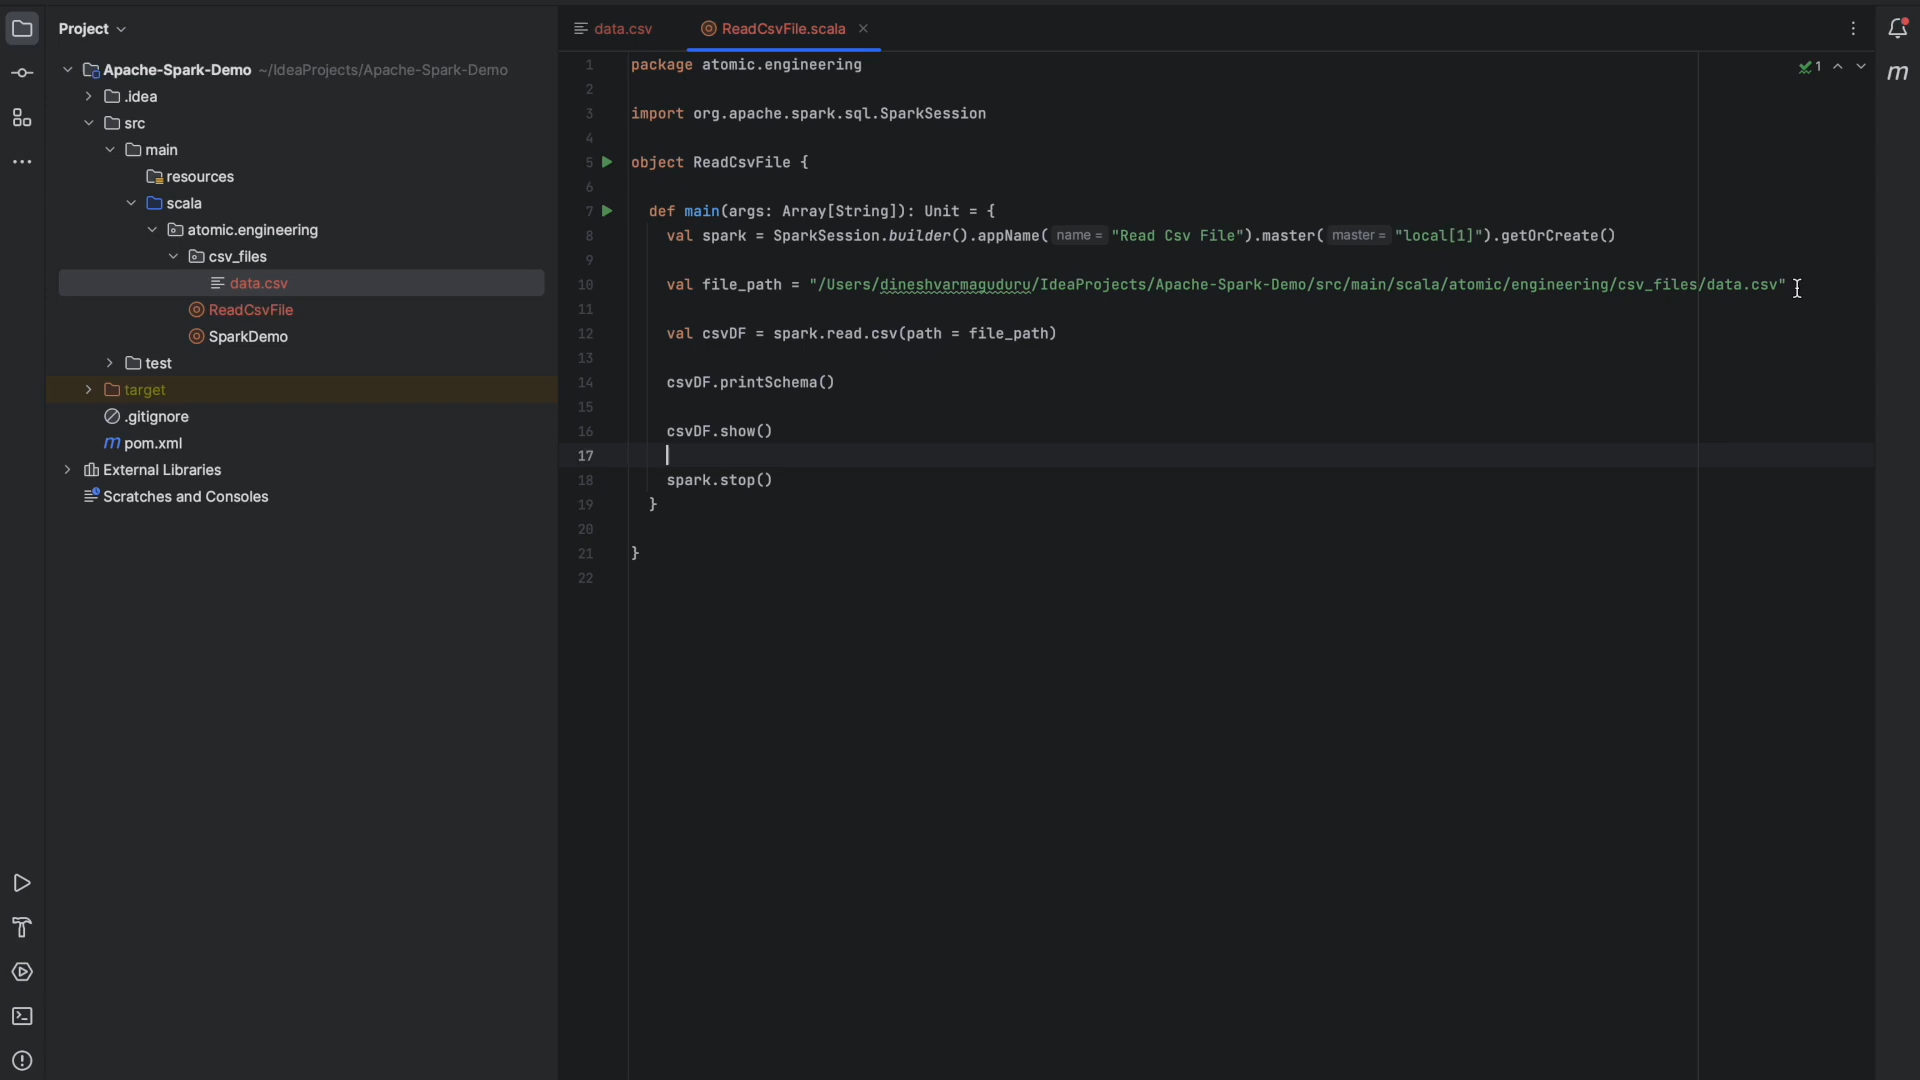 Project
Apache-Spark-Demo ~/IdeaProjects/Apache-Spark-Demo
.idea
src
main
resources
scala
atomic.engineering
csv_files
data.csv
ReadCsvFile
SparkDemo
test
target
.gitignore
m pom.xml
External Libraries
Scratches and Consoles
data.csv
ReadCsvFile.scala
1 package atomic.engineering
2
3 import org.apache.spark.sql.SparkSession
4
5 object ReadCsvFile {
6
7 def main(args: Array[String]): Unit = {
8 val spark = SparkSession.builder().appName( name = "Read Csv File").master( master = "local[1]").getOrCreate()
9
10 val file_path = "/Users/dineshvarmaguduru/IdeaProjects/Apache-Spark-Demo/src/main/scala/atomic/engineering/csv_files/data.csv"
11
12 val csvDF = spark.read.csv(path = file_path)
13
14 csvDF.printSchema()
15
16 csvDF.show()
17
18 spark.stop()
19 }
20
21 }
22
1
m